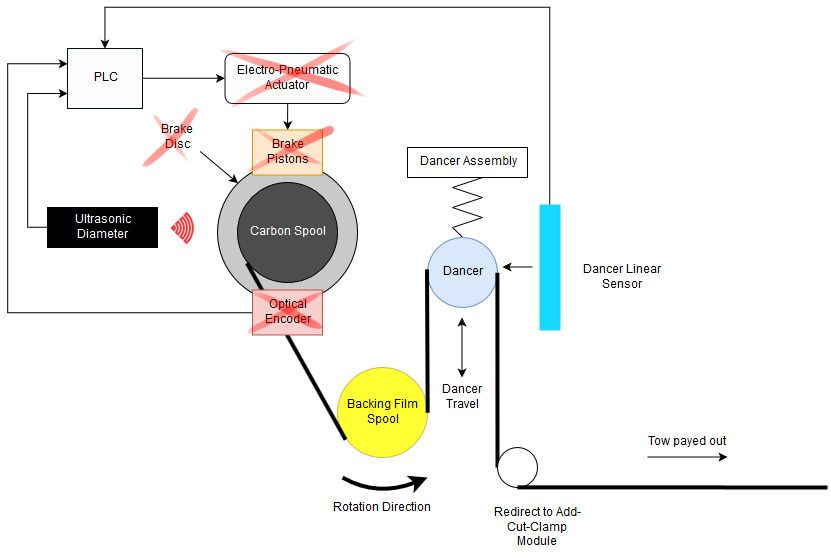 PLC
Electro-Pneumatic
Actuator
Brake
Disc
Brake
Pistons
Dancer Assembly
Ultrasonic
Diameter
Carbon Spool
Dancer
Dancer Linear
Sensor
Optical
Encoder
Backing Film
Spool
Dancer
Travel
Tow payed out
Rotation Direction
Redirect to Add-
Cut-Clamp
Module